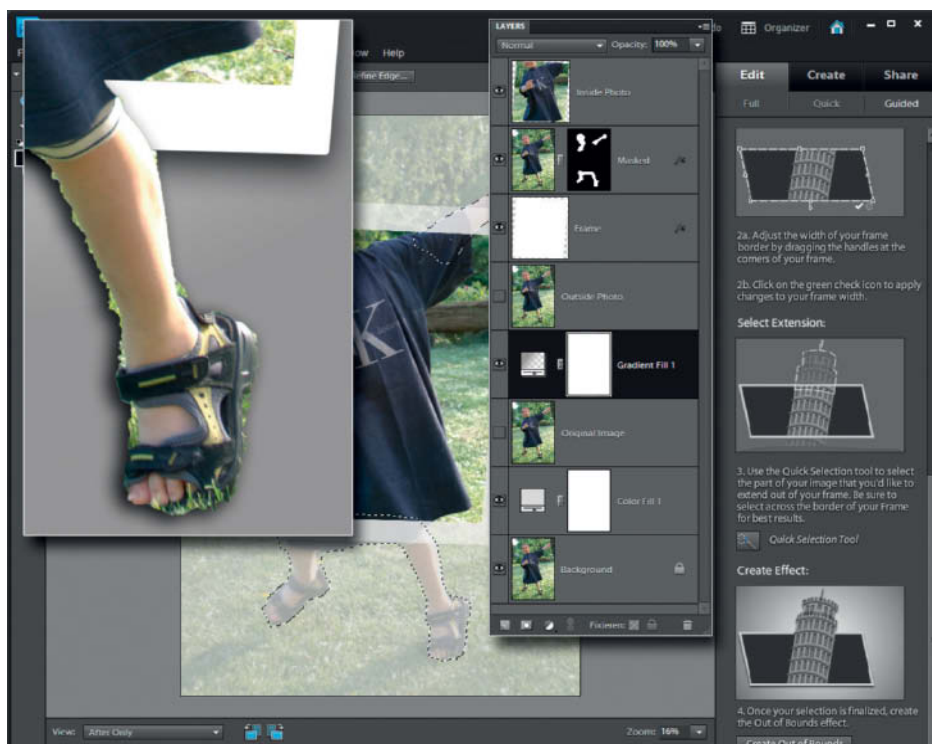 LAYERS
Organizer
ow Help
Normal Opacity: 100%
Refine Edge...
Edit Create Share
Full Quick Guided
Inside Photo
Masked
Frame
Outside Photo
Gradient Fill 1
Original Image
Color Fill 1
Background
Fixieren:
2a. Adjust the width of your frame
border by dragging the handles at the
corners of your frame.
2b. Click on the green check icon to apply
changes to your frame width.
Select Extension:
3. Use the Quick Selection tool to select
the part of your image that you'd like to
extend out of your frame. Be sure to
select across the border of your Frame
for best results.
Quick Selection Tool
Create Effect:
4. Once your selection is finalized, create
the Out of Bounds effect.
Create Out of Bounds
View: After Only
Zoom: 16%